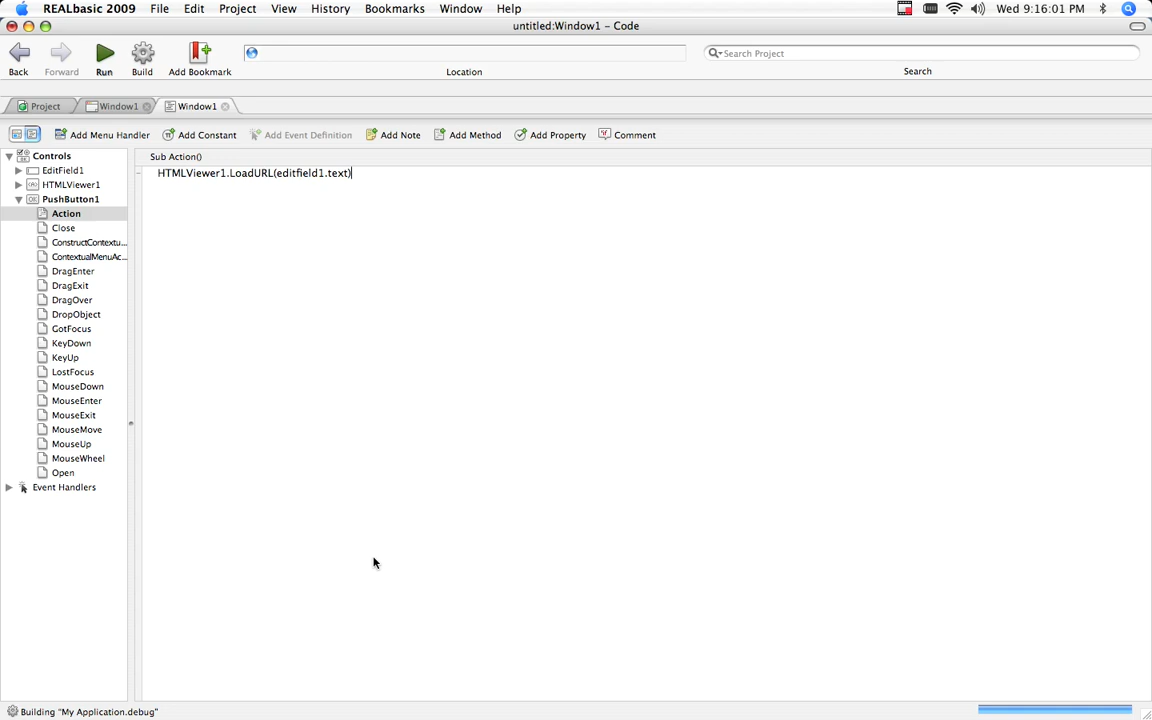 REALbasic 2009 File Edit Project View History Bookmarks Window Help Wed 9:16:01 PM
untitled:Window1 – Code
Back Forward Run Build Add Bookmark Location Search Project Search
Project Window1 Window1
Add Menu Handler Add Constant Add Event Definition Add Note Add Method Add Property Comment
Controls
EditField1
HTMLViewer1
PushButton1
Action
Close
ConstructContextu...
ContextualMenuAc...
DragEnter
DragExit
DragOver
DropObject
GotFocus
KeyDown
KeyUp
LostFocus
MouseDown
MouseEnter
MouseExit
MouseMove
MouseUp
MouseWheel
Open
Event Handlers
Sub Action()
HTMLViewer1.LoadURL(editfield1.text)
Building "My Application.debug"